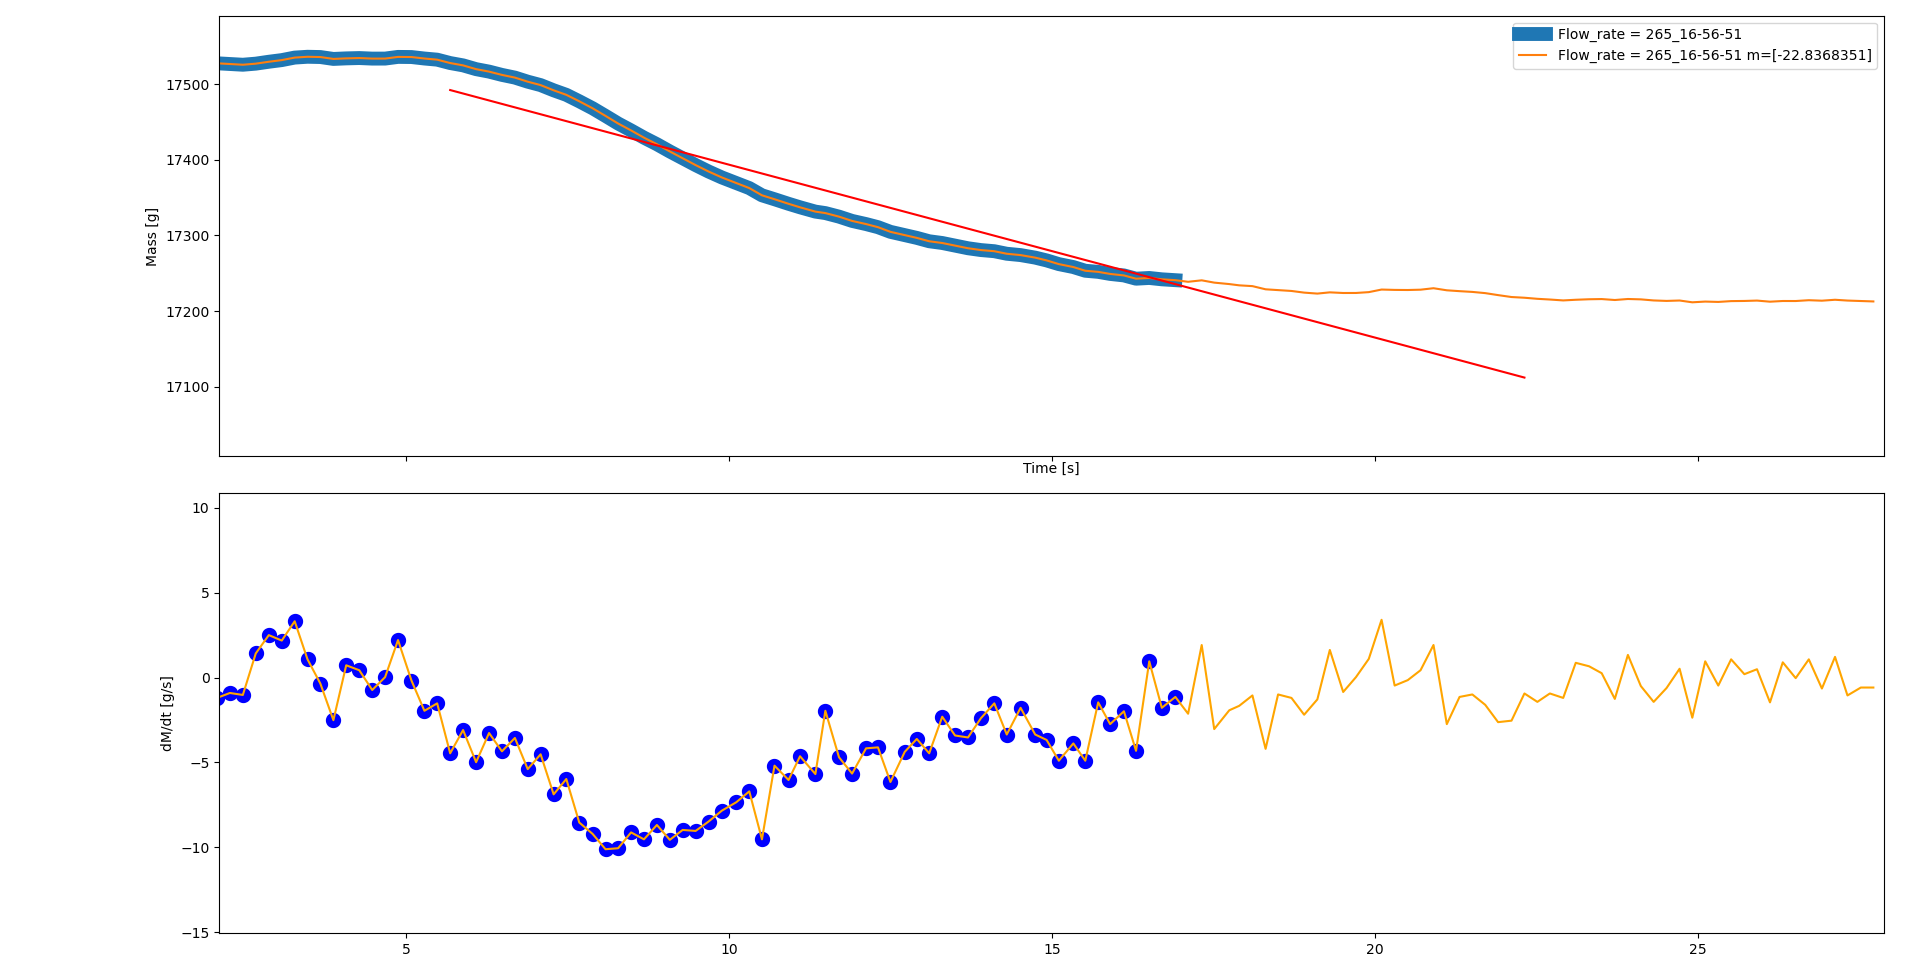 Flow_rate = 265_16-56-51
Flow_rate = 265_16-56-51 m=[-22.8368351]
17500
17400
17300
17200
17100
Mass [g]
Time [s]
10
5
0
−5
−10
−15
dM/dt [g/s]
5 10 15 20 25